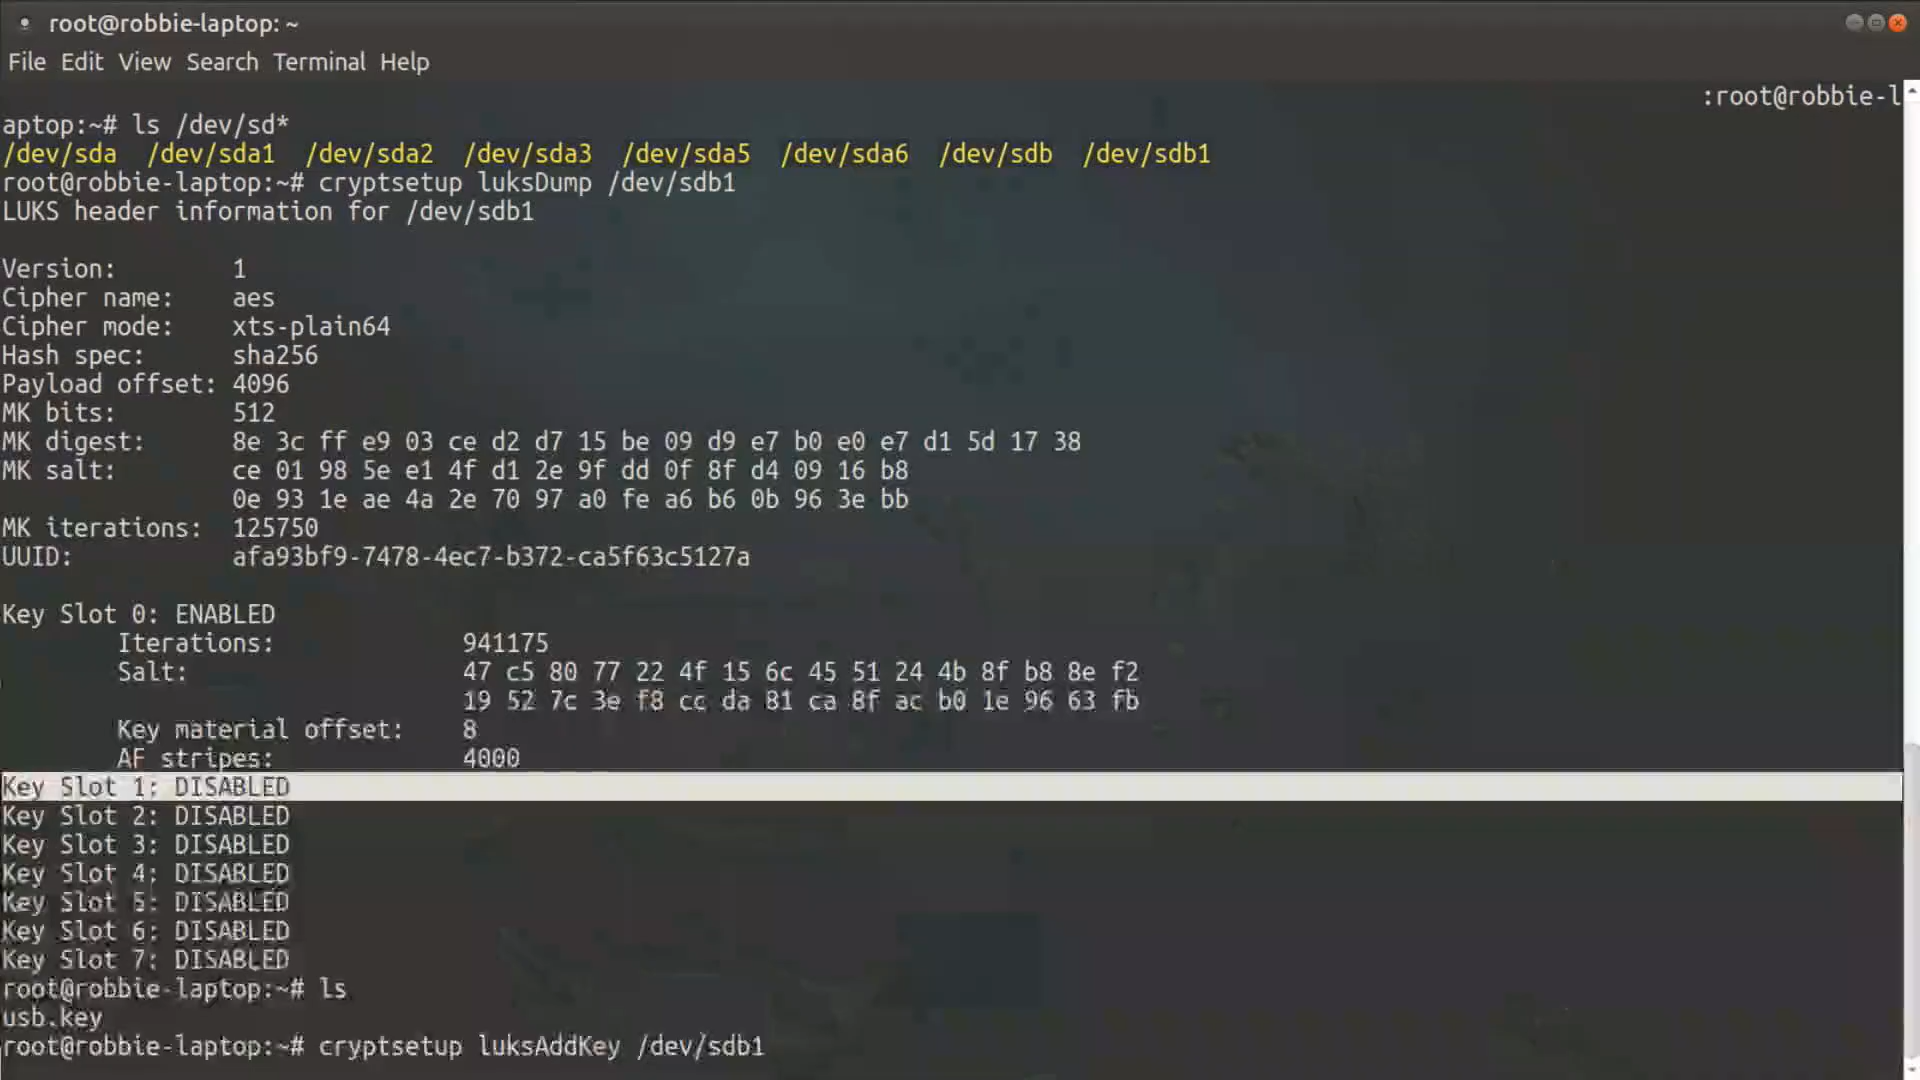 root@robbie-laptop: ~
File Edit View Search Terminal Help
:root@robbie-l
aptop:~# ls /dev/sd*
/dev/sda  /dev/sda1  /dev/sda2  /dev/sda3  /dev/sda5  /dev/sda6  /dev/sdb  /dev/sdb1
root@robbie-laptop:~# cryptsetup luksDump /dev/sdb1
LUKS header information for /dev/sdb1
Version:        1
Cipher name:    aes
Cipher mode:    xts-plain64
Hash spec:      sha256
Payload offset: 4096
MK bits:        512
MK digest:      8e 3c ff e9 03 ce d2 d7 15 be 09 d9 e7 b0 e0 e7 d1 5d 17 38
MK salt:        ce 01 98 5e e1 4f d1 2e 9f dd 0f 8f d4 09 16 b8
                0e 93 1e ae 4a 2e 70 97 a0 fe a6 b6 0b 96 3e bb
MK iterations:  125750
UUID:           afa93bf9-7478-4ec7-b372-ca5f63c5127a
Key Slot 0: ENABLED
        Iterations:             941175
        Salt:                   47 c5 80 77 22 4f 15 6c 45 51 24 4b 8f b8 8e f2
                                19 52 7c 3e f8 cc da 81 ca 8f ac b0 1e 96 63 fb
        Key material offset:    8
        AF stripes:             4000
Key Slot 1: DISABLED
Key Slot 2: DISABLED
Key Slot 3: DISABLED
Key Slot 4: DISABLED
Key Slot 5: DISABLED
Key Slot 6: DISABLED
Key Slot 7: DISABLED
root@robbie-laptop:~# ls
usb.key
root@robbie-laptop:~# cryptsetup luksAddKey /dev/sdb1